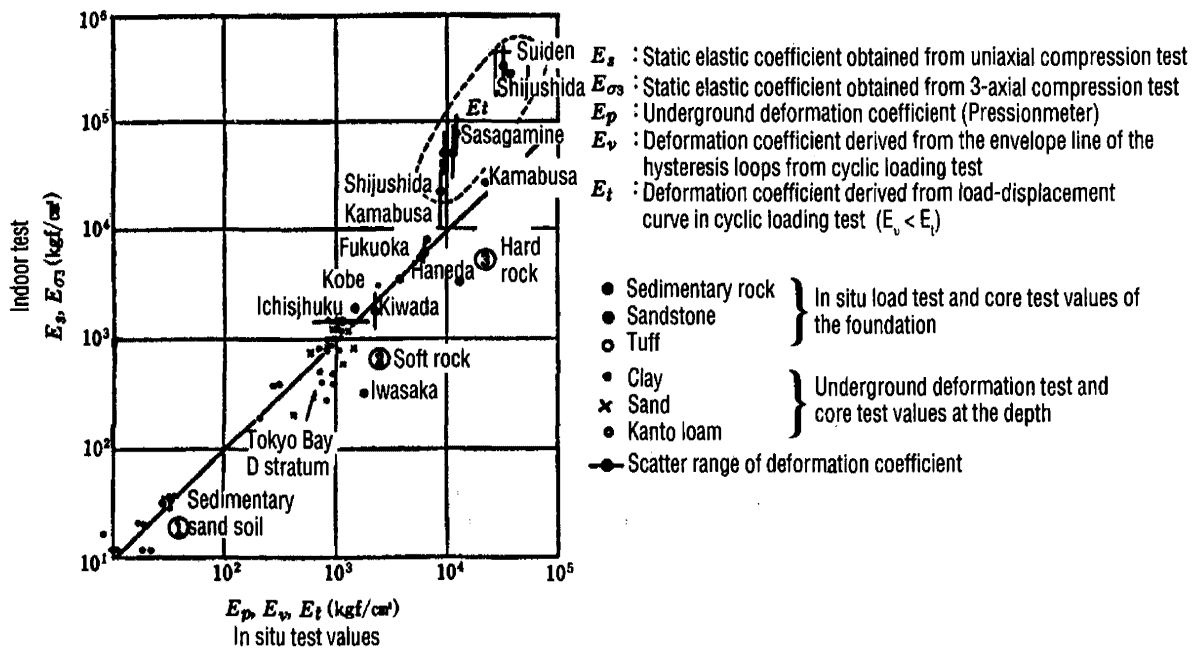 10⁶
10⁵
10⁴
10³
10²
10¹
10²
10³
10⁴
10⁵
Indoor test
Es, Eσ3 (kgf/cm²)
Ep, Ev, Et (kgf/cm²)
In situ test values
Suiden
Shijushida
Et
Sasagamine
Shijushida
Kamabusa
Kamabusa
Fukuoka
Haneda
③ Hard
rock
Kobe
Ichisjhuku
Kiwada
② Soft rock
Iwasaka
Tokyo Bay
D stratum
Sedimentary
① sand soil
Es : Static elastic coefficient obtained from uniaxial compression test
Eσ3 : Static elastic coefficient obtained from 3-axial compression test
Ep : Underground deformation coefficient (Pressionmeter)
Ev : Deformation coefficient derived from the envelope line of the
hysteresis loops from cyclic loading test
Et : Deformation coefficient derived from load-displacement
curve in cyclic loading test (Eν < Et)
Sedimentary rock
Sandstone
Tuff
In situ load test and core test values of
the foundation
Clay
Sand
Kanto loam
Underground deformation test and
core test values at the depth
Scatter range of deformation coefficient